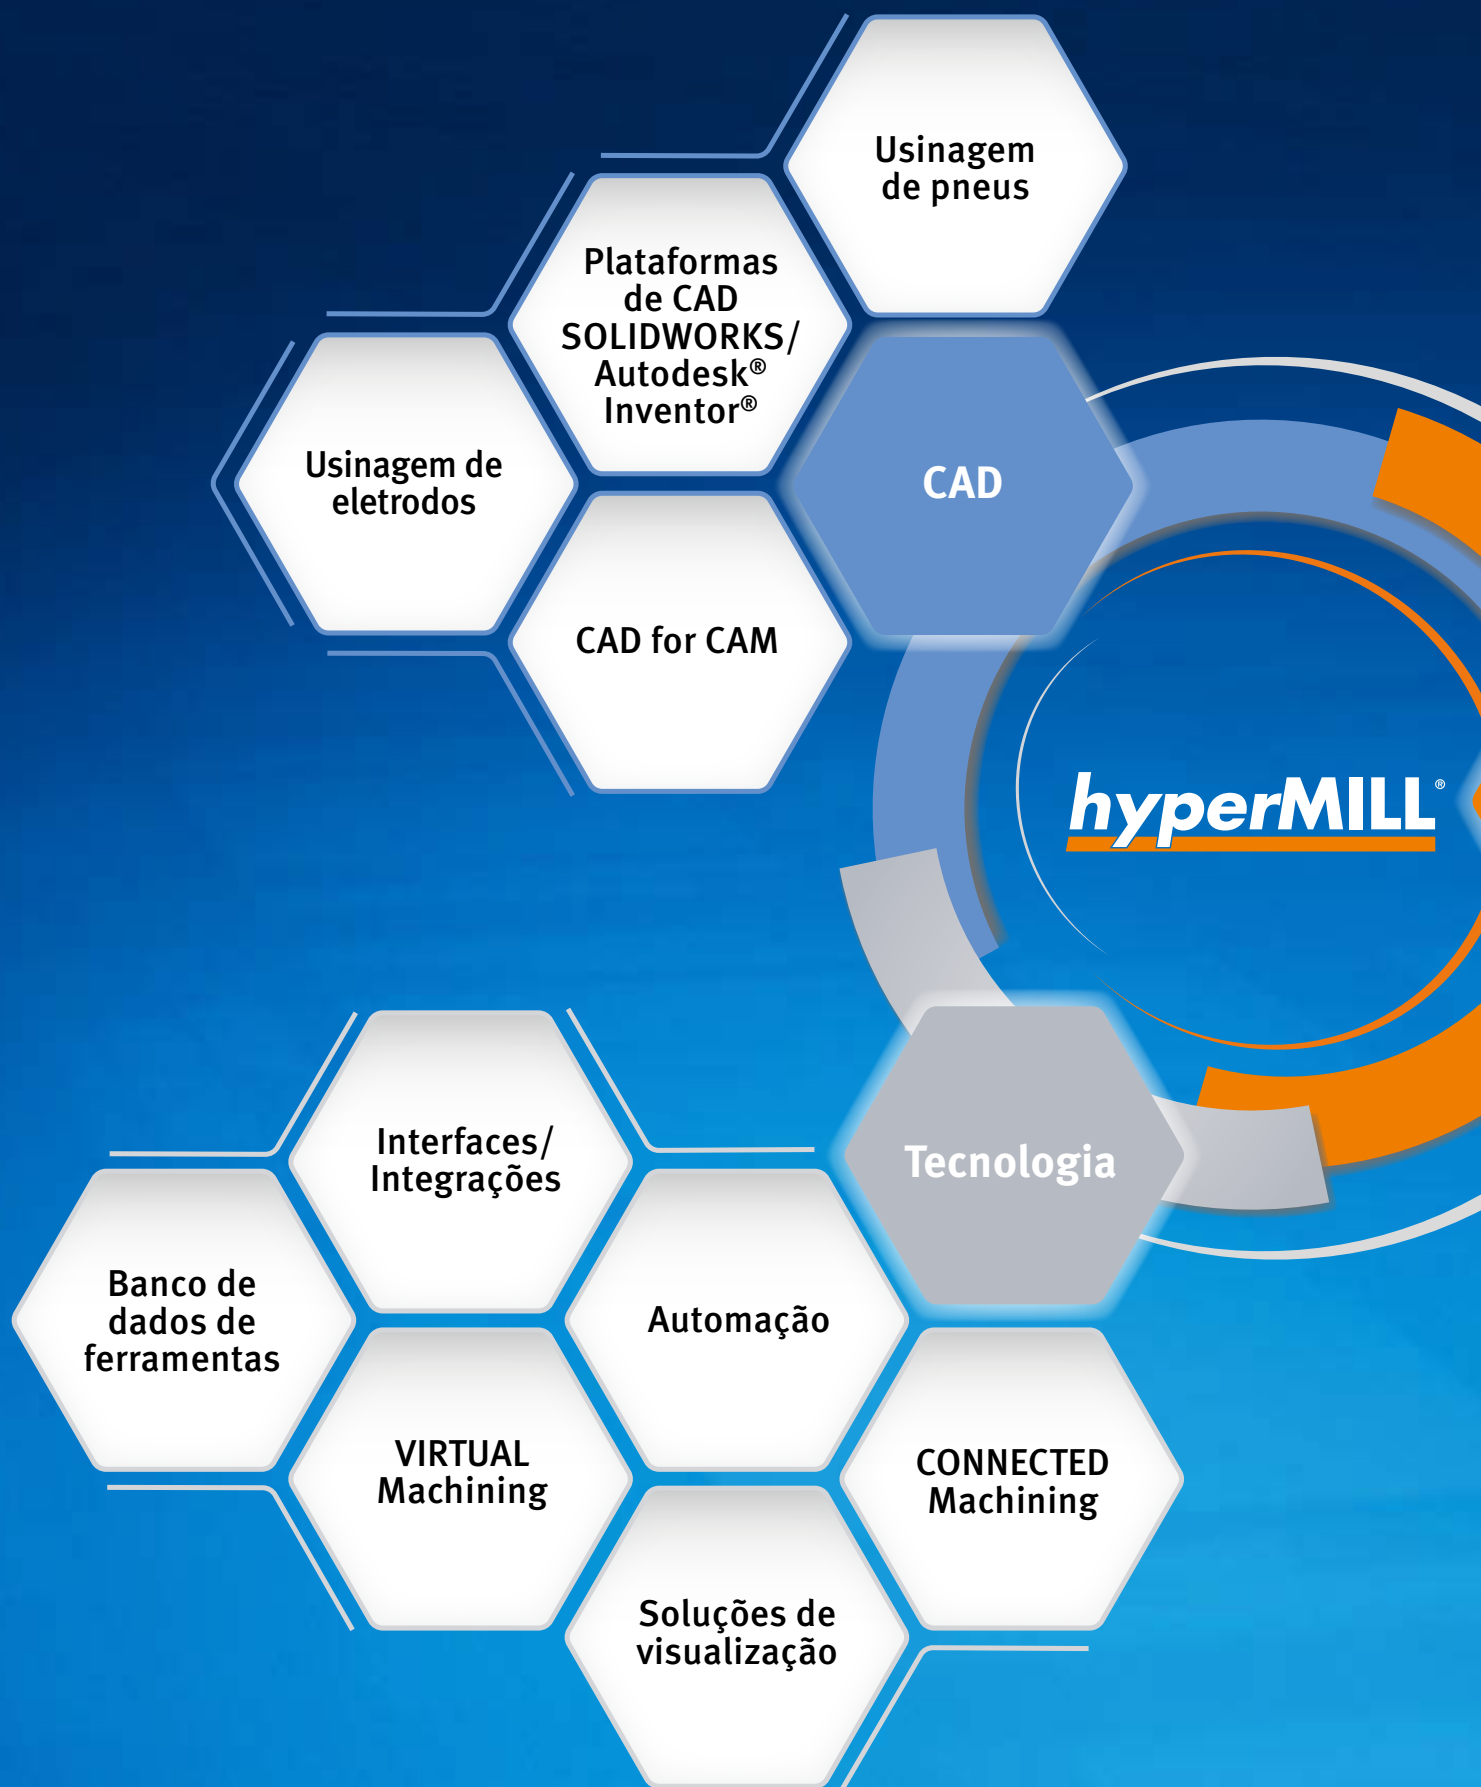 Usinagem
de pneus
Plataformas
de CAD
SOLIDWORKS/
Autodesk®
Inventor®
Usinagem de
eletrodos
CAD
CAD for CAM
hyperMILL®
Interfaces/
Integrações
Tecnologia
Banco de
dados de
ferramentas
Automação
VIRTUAL
Machining
CONNECTED
Machining
Soluções de
visualização